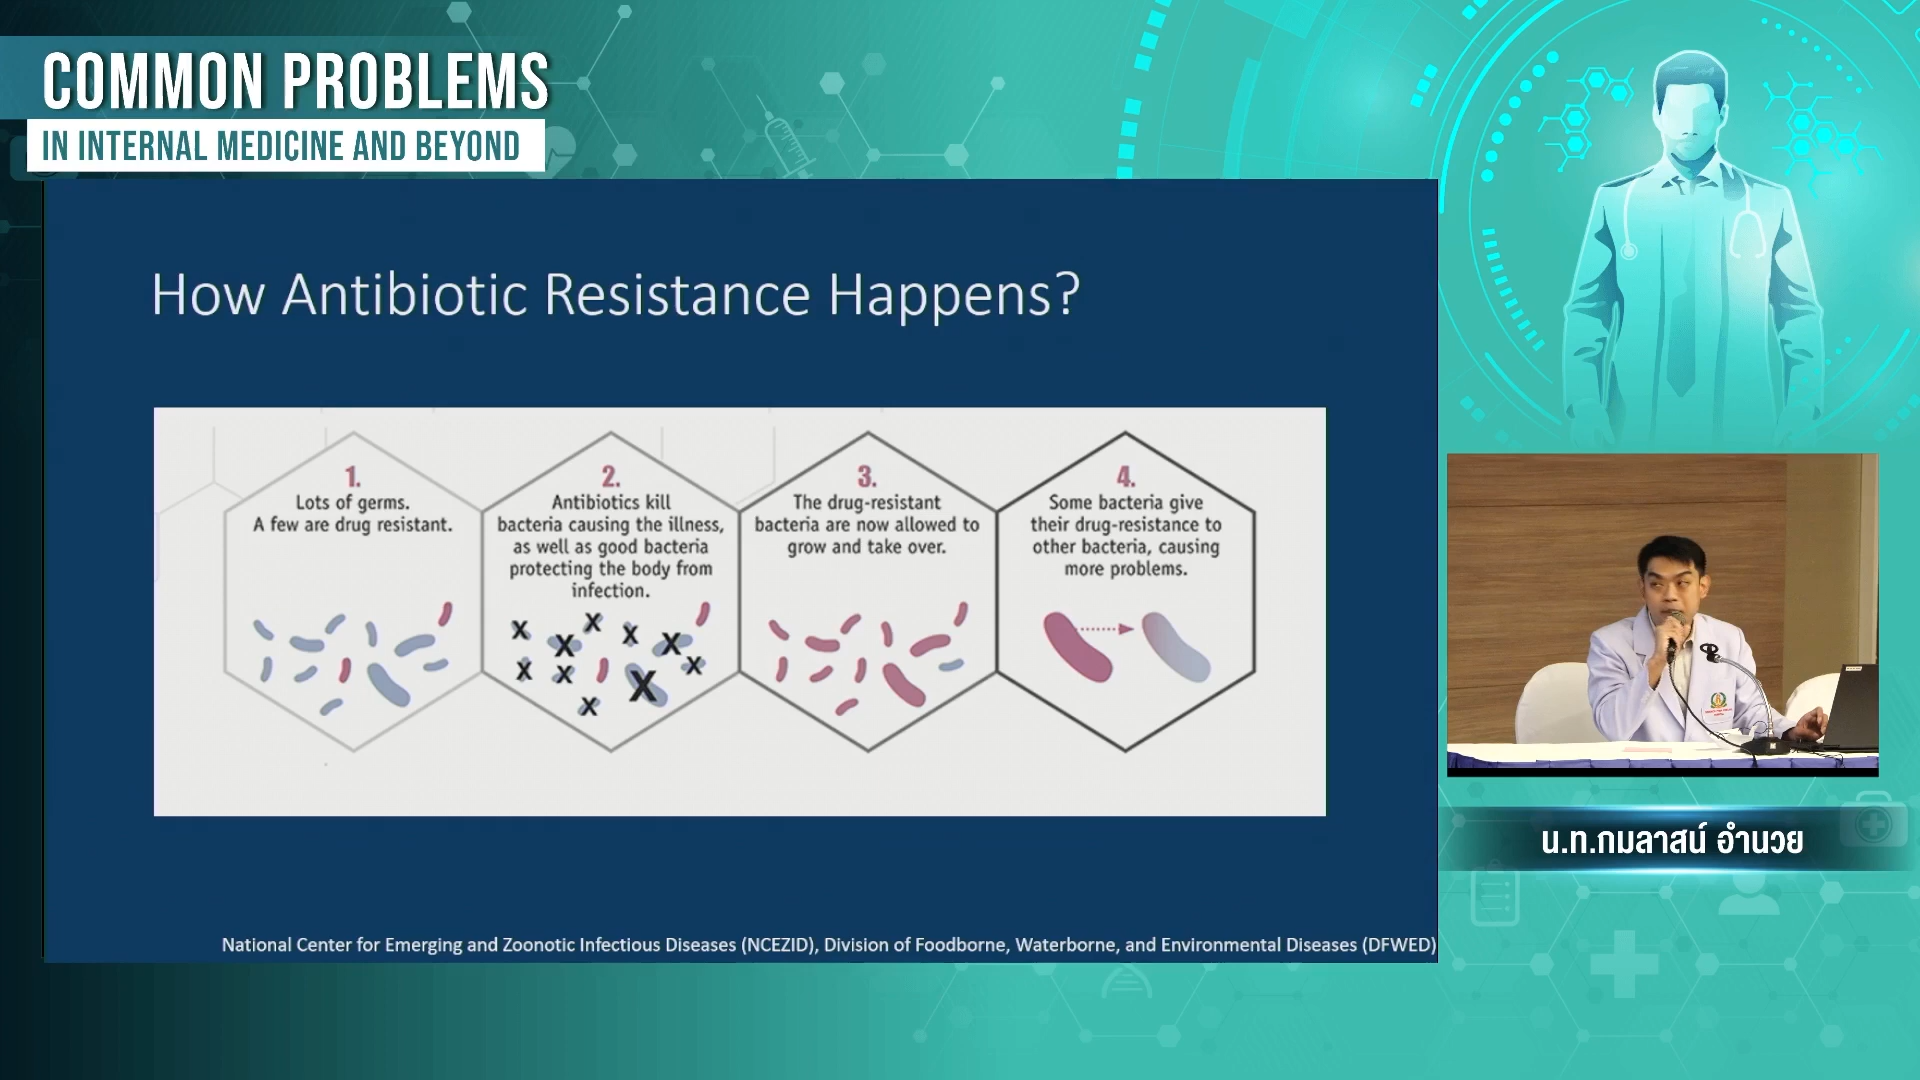 COMMON PROBLEMS
IN INTERNAL MEDICINE AND BEYOND
How Antibiotic Resistance Happens?
1.
Lots of germs.
A few are drug resistant.
2.
Antibiotics kill
bacteria causing the illness,
as well as good bacteria
protecting the body from
infection.
X X X X X X X X X X
3.
The drug-resistant
bacteria are now allowed to
grow and take over.
4.
Some bacteria give
their drug-resistance to
other bacteria, causing
more problems.
National Center for Emerging and Zoonotic Infectious Diseases (NCEZID), Division of Foodborne, Waterborne, and Environmental Diseases (DFWED)
น.ท.กมลาสน์ อำนวย